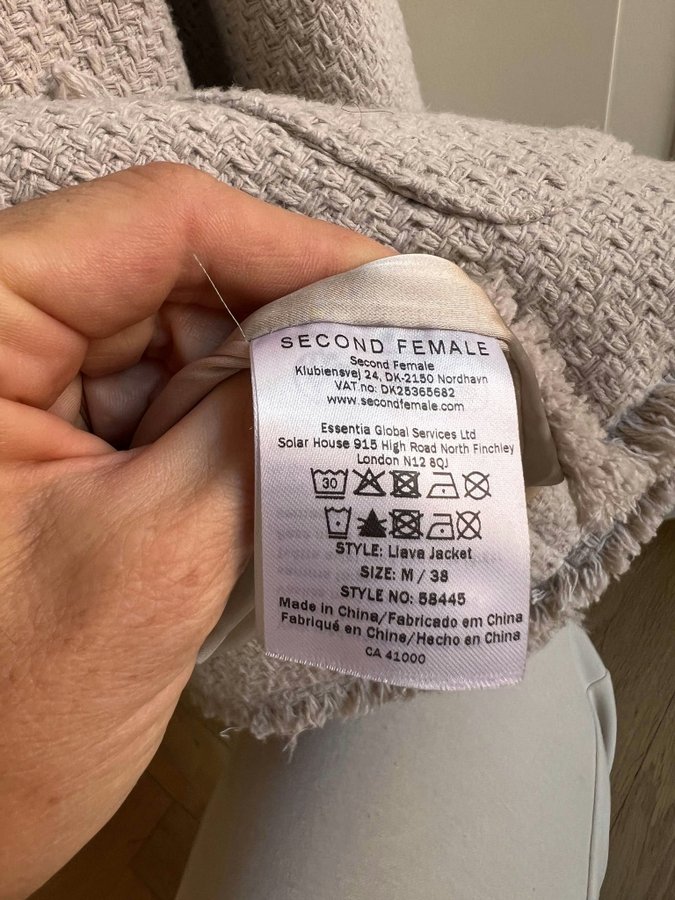 SECOND FEMALE
Second Female
Klubiensvej 24, DK-2150 Nordhavn
VAT.no: DK25365682
www.secondfemale.com
Essentia Global Services Ltd
Solar House 915 High Road North Finchley
London N12 8QJ
30
STYLE: Llava Jacket
SIZE: M / 38
STYLE NO: 58445
Made in China/Fabricado em China
Fabriqué en Chine/Hecho en China
CA 41000